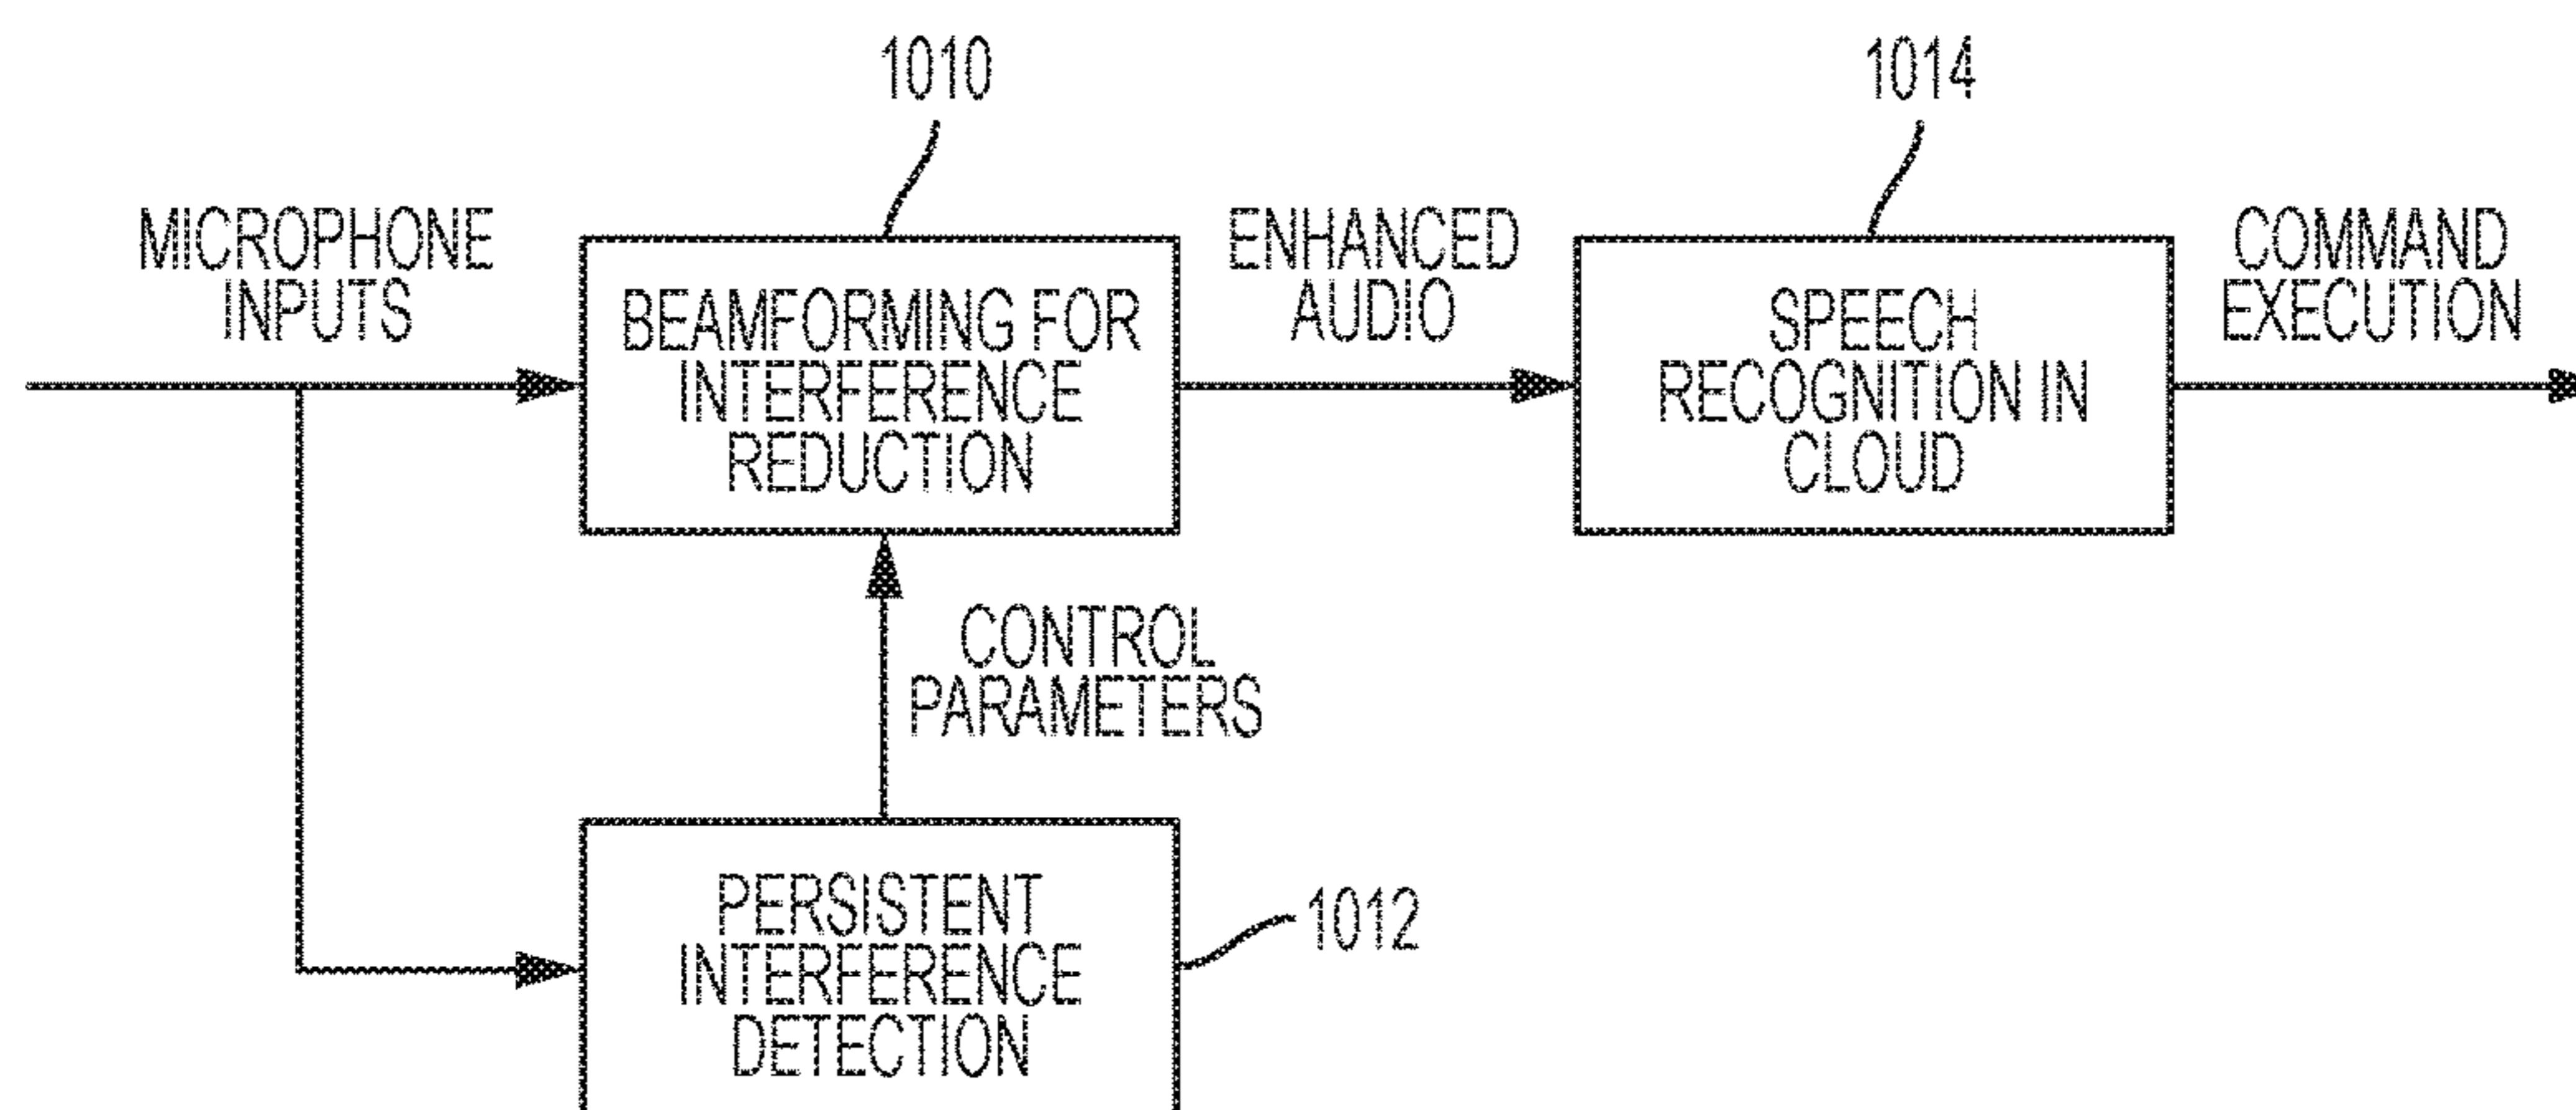 1010
1014
MICROPHONE
INPUTS
BEAMFORMING FOR
INTERFERENCE
REDUCTION
ENHANCED
AUDIO
SPEECH
RECOGNITION IN
CLOUD
COMMAND
EXECUTION
CONTROL
PARAMETERS
PERSISTENT
INTERFERENCE
DETECTION
1012